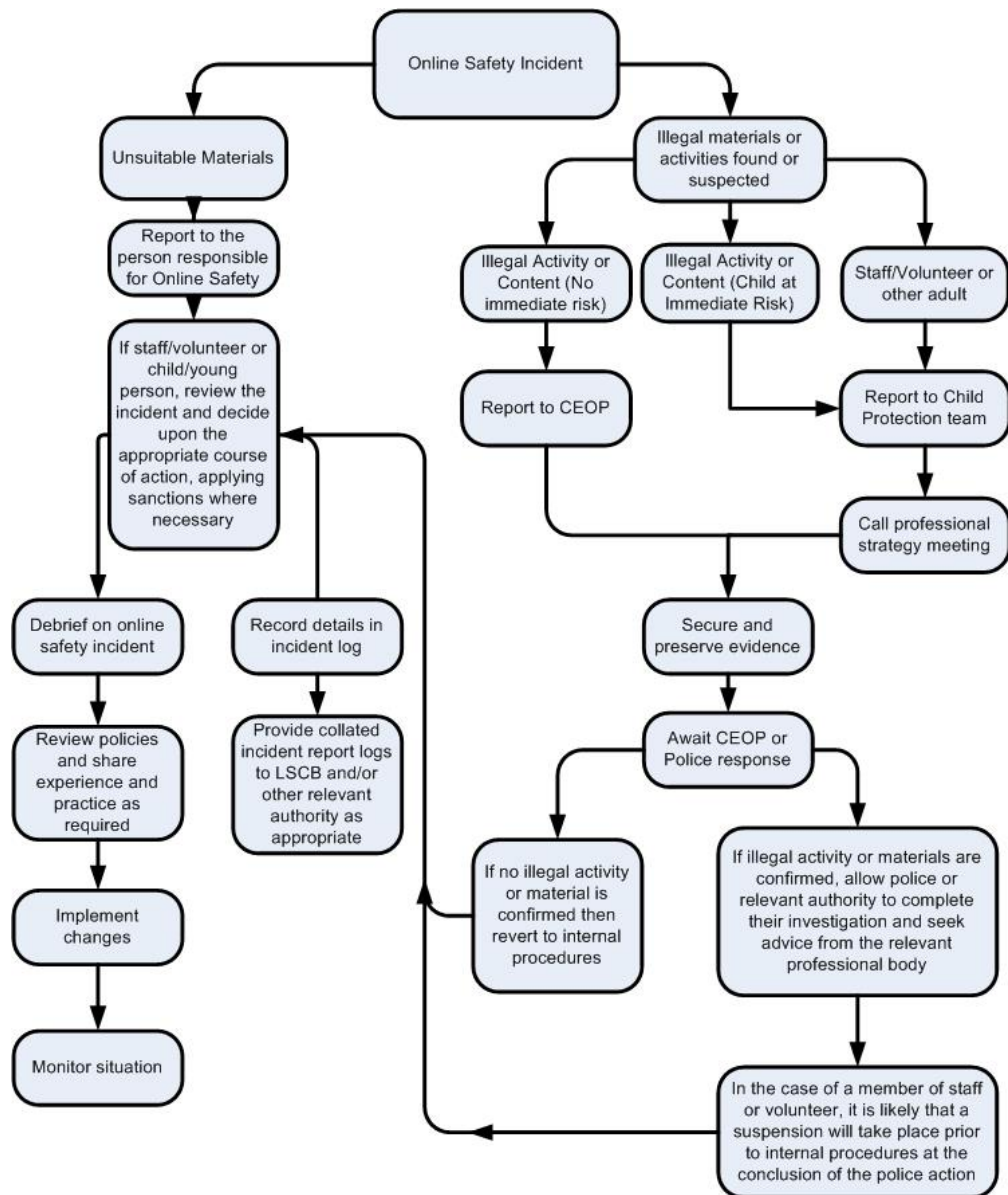 Online Safety Incident
Unsuitable Materials
Report to the
person responsible
for Online Safety
If staff/volunteer or
child/young
person, review the
incident and decide
upon the
appropriate course
of action, applying
sanctions where
necessary
Debrief on online
safety incident
Review policies
and share
experience and
practice as
required
Implement
changes
Monitor situation
Record details in
incident log
Provide collated
incident report logs
to LSCB and/or
other relevant
authority as
appropriate
Illegal materials or
activities found or
suspected
Illegal Activity or
Content (No
immediate risk)
Illegal Activity or
Content (Child at
Immediate Risk)
Staff/Volunteer or
other adult
Report to CEOP
Report to Child
Protection team
Call professional
strategy meeting
Secure and
preserve evidence
Await CEOP or
Police response
If no illegal activity
or material is
confirmed then
revert to internal
procedures
If illegal activity or materials are
confirmed, allow police or
relevant authority to complete
their investigation and seek
advice from the relevant
professional body
In the case of a member of staff
or volunteer, it is likely that a
suspension will take place prior
to internal procedures at the
conclusion of the police action